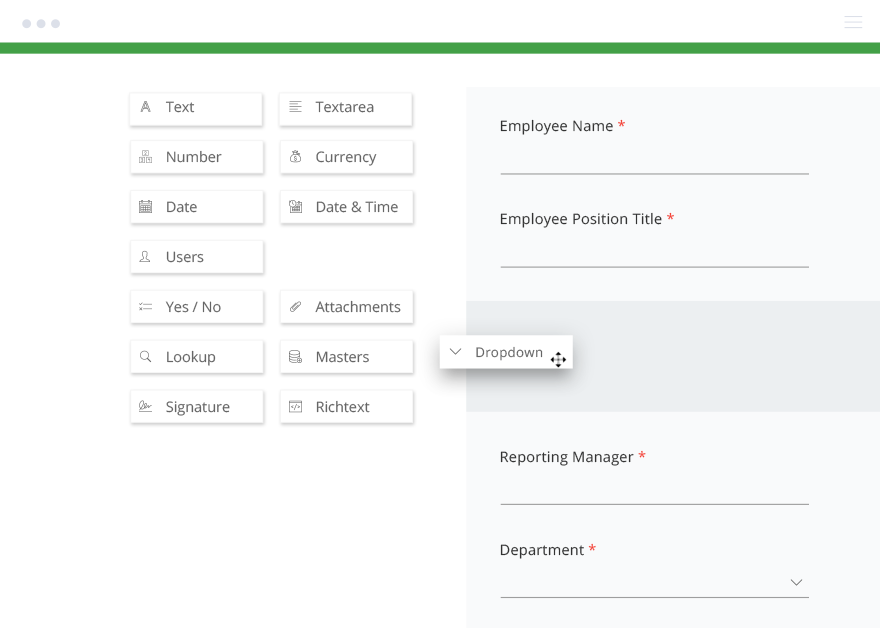 Text
Textarea
Number
Currency
Date
Date & Time
Users
Yes / No
Attachments
Lookup
Masters
Signature
Richtext
Dropdown
Employee Name *
Employee Position Title *
Reporting Manager *
Department *